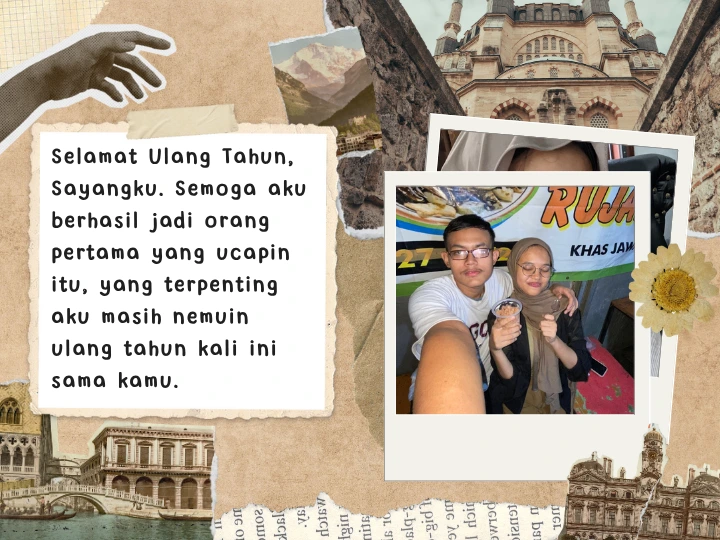 Selamat Ulang Tahun,
Sayangku. Semoga aku
berhasil jadi orang
pertama yang ucapin
itu, yang terpenting
aku masih nemuin
ulang tahun kali ini
sama kamu.
RUJA
KHAS JAW
27